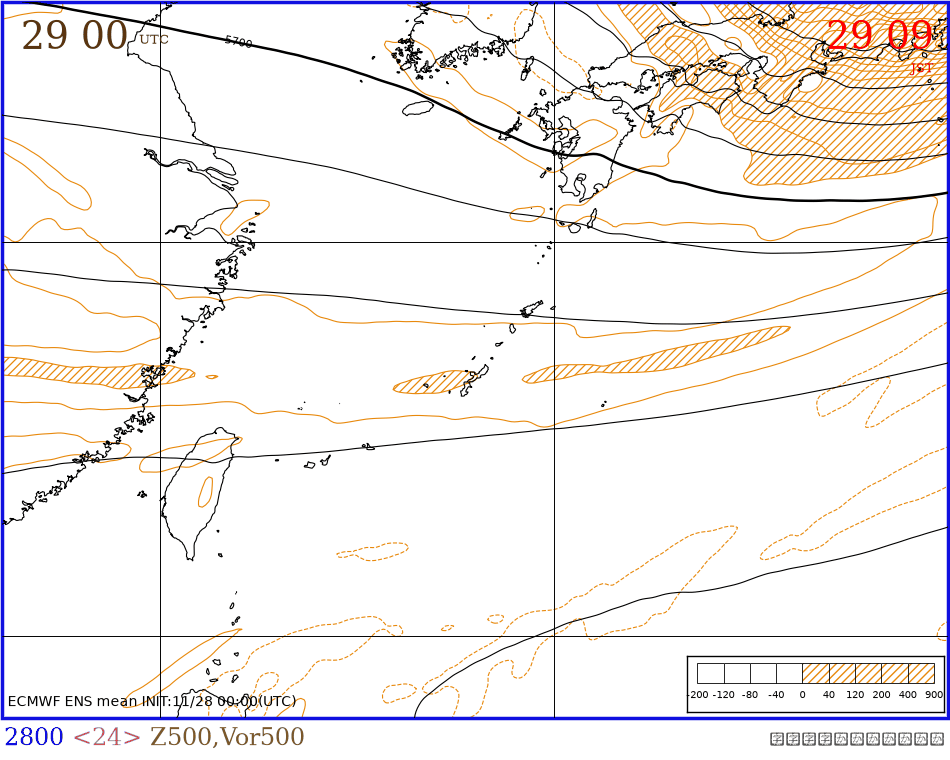 29 00 UTC
29 09 JST
5700
ECMWF ENS mean INIT:11/28 00:00(UTC)
-200 -120 -80 -40 0 40 120 200 400 900
2800 <24> Z500,Vor500